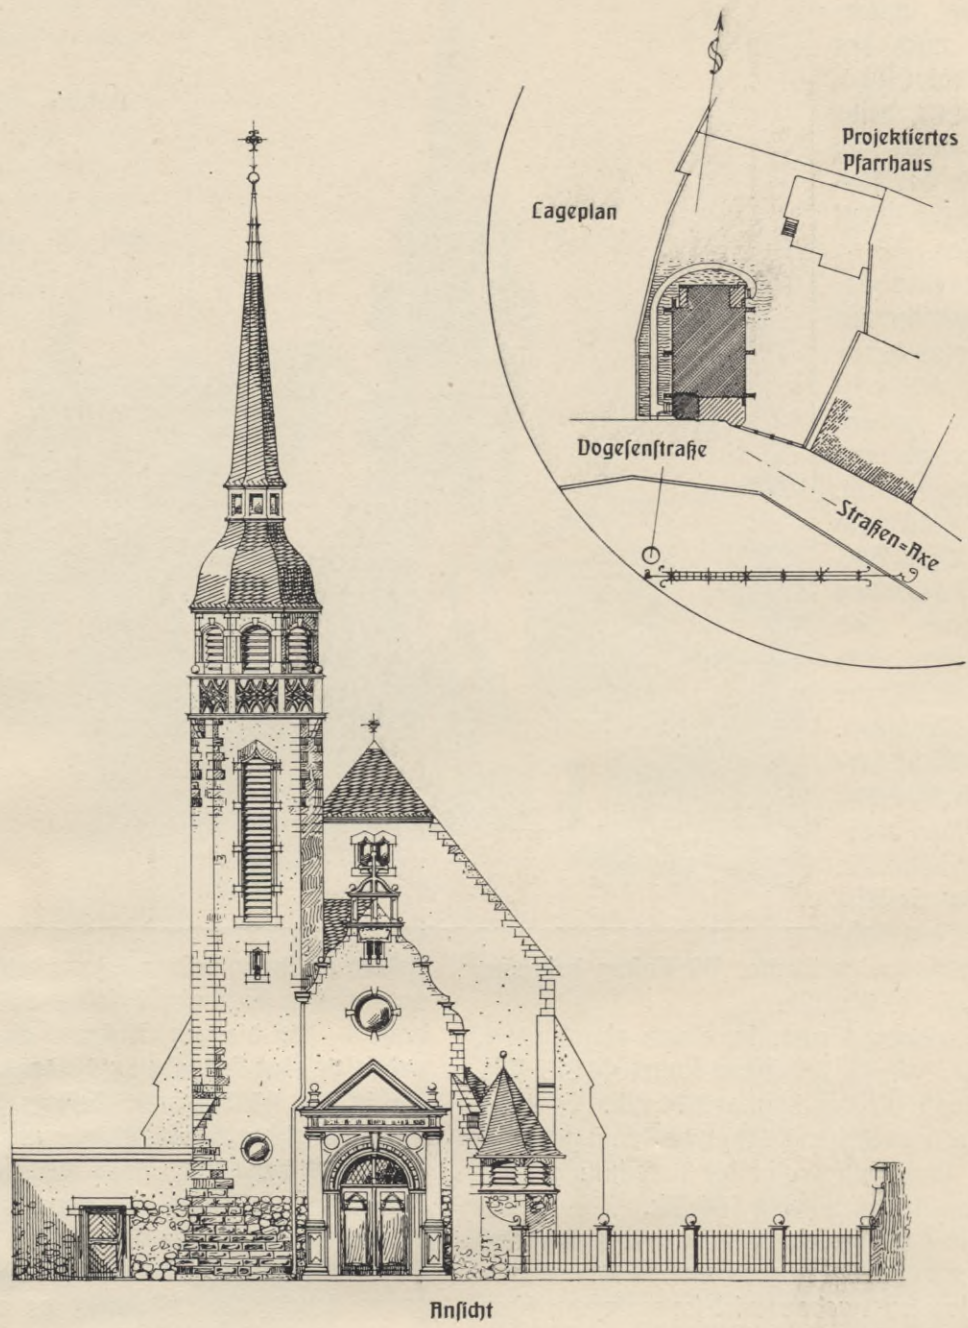 S
Projektiertes
Pfarrhaus
Lageplan
Vogeſenſtraße
Straßen=Axe
Anſicht